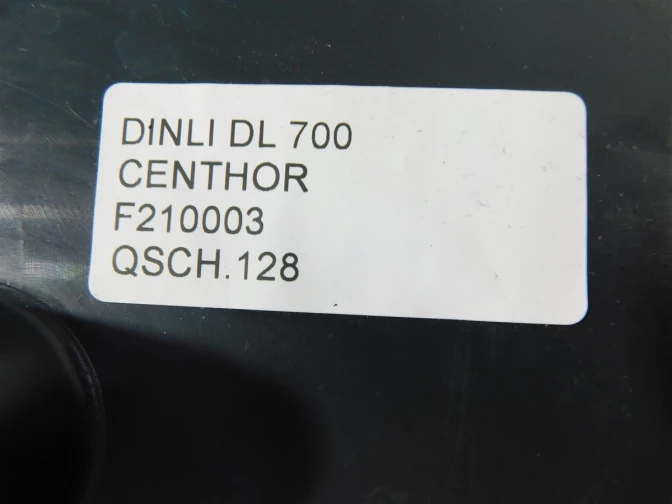 DINLI DL 700
CENTHOR
F210003
QSCH.128